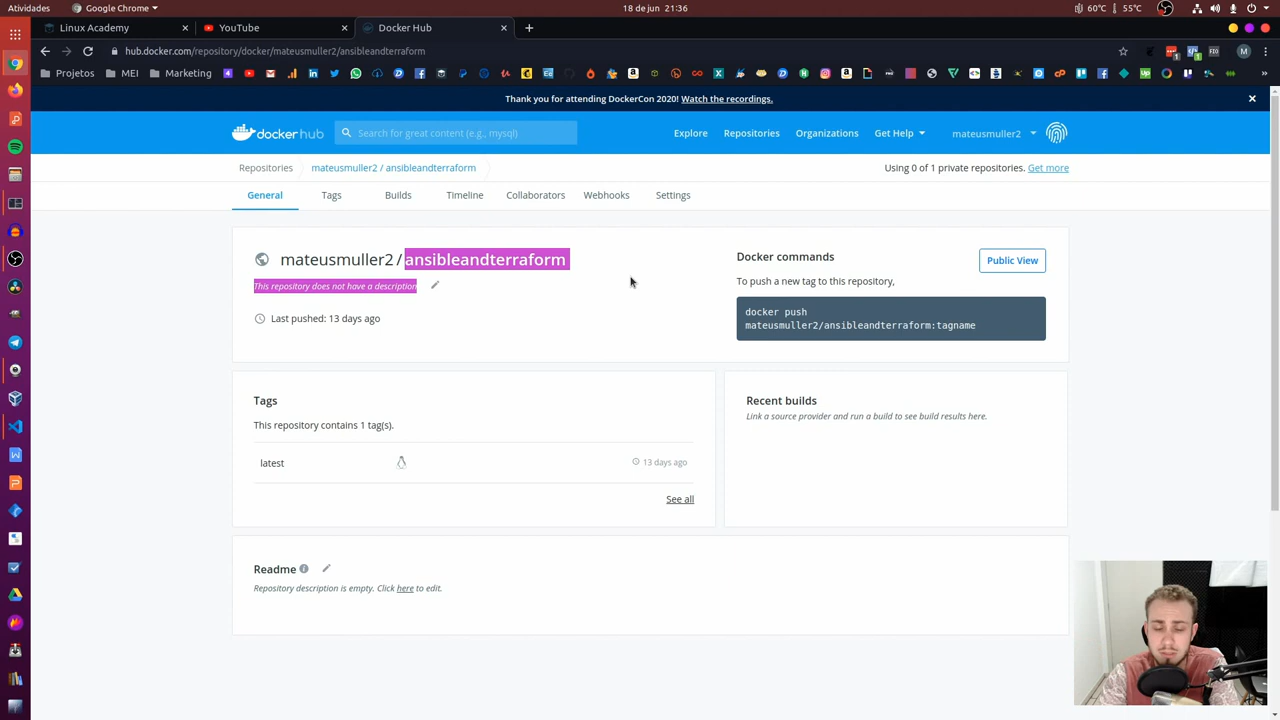 Atividades
Google Chrome
18 de jun 21:36
60°C
55°C
Linux Academy
YouTube
Docker Hub
hub.docker.com/repository/docker/mateusmuller2/ansibleandterraform
Projetos
MEI
Marketing
Thank you for attending DockerCon 2020! Watch the recordings.
docker hub
Search for great content (e.g., mysql)
Explore
Repositories
Organizations
Get Help
mateusmuller2
Repositories
mateusmuller2 / ansibleandterraform
Using 0 of 1 private repositories. Get more
General
Tags
Builds
Timeline
Collaborators
Webhooks
Settings
mateusmuller2 / ansibleandterraform
This repository does not have a description
Last pushed: 13 days ago
Docker commands
Public View
To push a new tag to this repository,
docker push
mateusmuller2/ansibleandterraform:tagname
Tags
This repository contains 1 tag(s).
latest
13 days ago
See all
Recent builds
Link a source provider and run a build to see build results here.
Readme
Repository description is empty. Click here to edit.